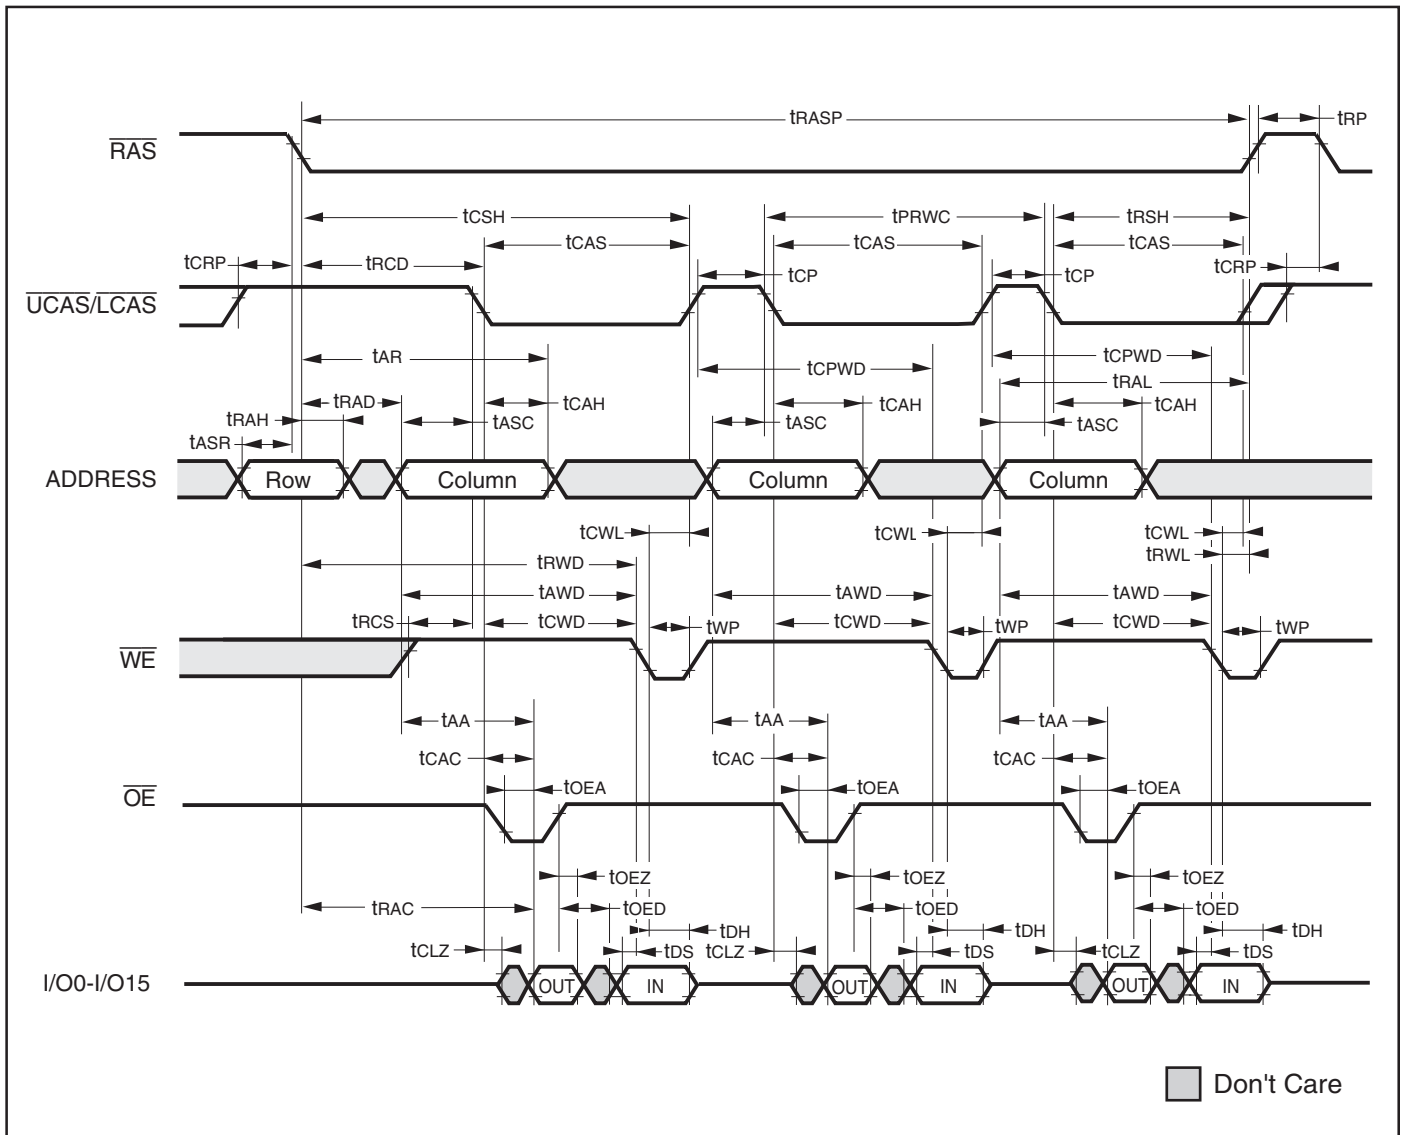 tRASP tRP
RAS
tCSH tPRWC tRSH
tCAS tCAS tCAS
tCRP tRCD tCP tCP tCRP
UCAS/LCAS
tAR tCPWD tCPWD
tRAL
tRAD tCAH tCAH tCAH
tRAH tASC tASC tASC
tASR
ADDRESS Row Column Column Column
tCWL tCWL tCWL
tRWD tRWL
tAWD tAWD tAWD
tRCS tCWD tWP tCWD tWP tCWD tWP
WE
tAA tAA tAA
tCAC tCAC tCAC
tOEA tOEA tOEA
OE
tOEZ tOEZ tOEZ
tRAC tOED tOED tOED
tDH tDH tDH
tCLZ tDS tCLZ tDS tCLZ tDS
I/O0-I/O15 OUT IN OUT IN OUT IN
Don't Care